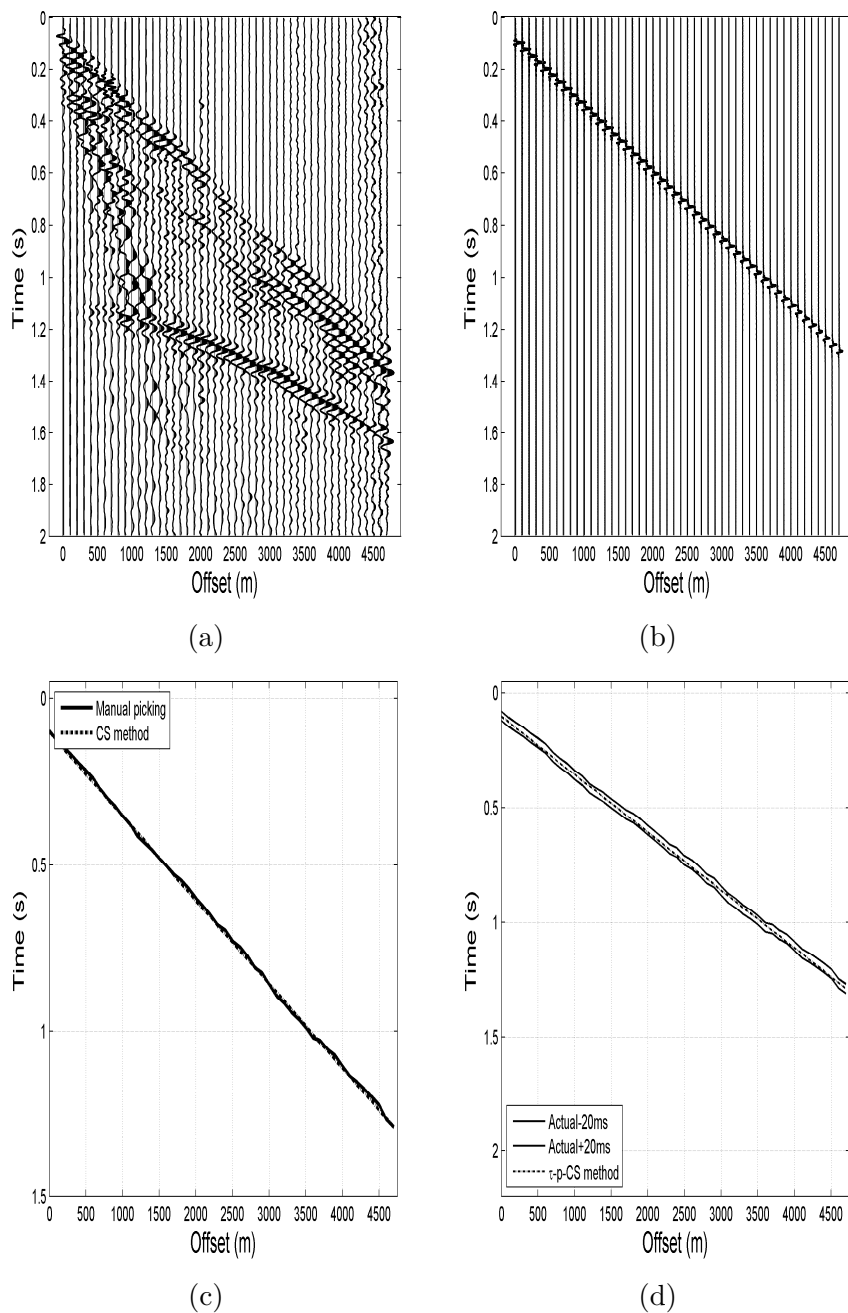 0
0.2
0.4
0.6
0.8
1
1.2
1.4
1.6
1.8
2
Time (s)
0 500 1000 1500 2000 2500 3000 3500 4000 4500
Offset (m)
(a)
0
0.2
0.4
0.6
0.8
1
1.2
1.4
1.6
1.8
2
Time (s)
0 500 1000 1500 2000 2500 3000 3500 4000 4500
Offset (m)
(b)
Manual picking
CS method
0
0.5
1
1.5
Time (s)
0 500 1000 1500 2000 2500 3000 3500 4000 4500
Offset (m)
(c)
0
0.5
1
1.5
2
Time (s)
Actual-20ms
Actual+20ms
τ-p-CS method
0 500 1000 1500 2000 2500 3000 3500 4000 4500
Offset (m)
(d)